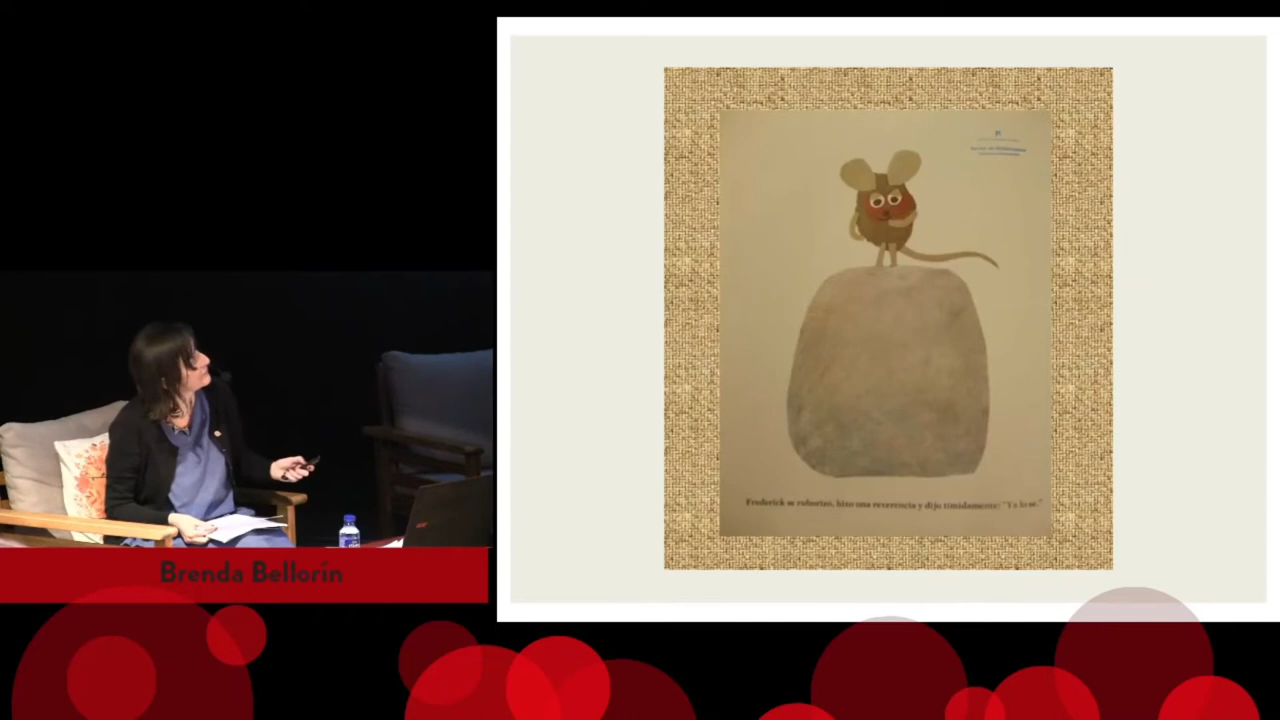 Frederick se ruborizó, hizo una reverencia y dijo tímidamente: "Ya lo sé."
Brenda Bellorín